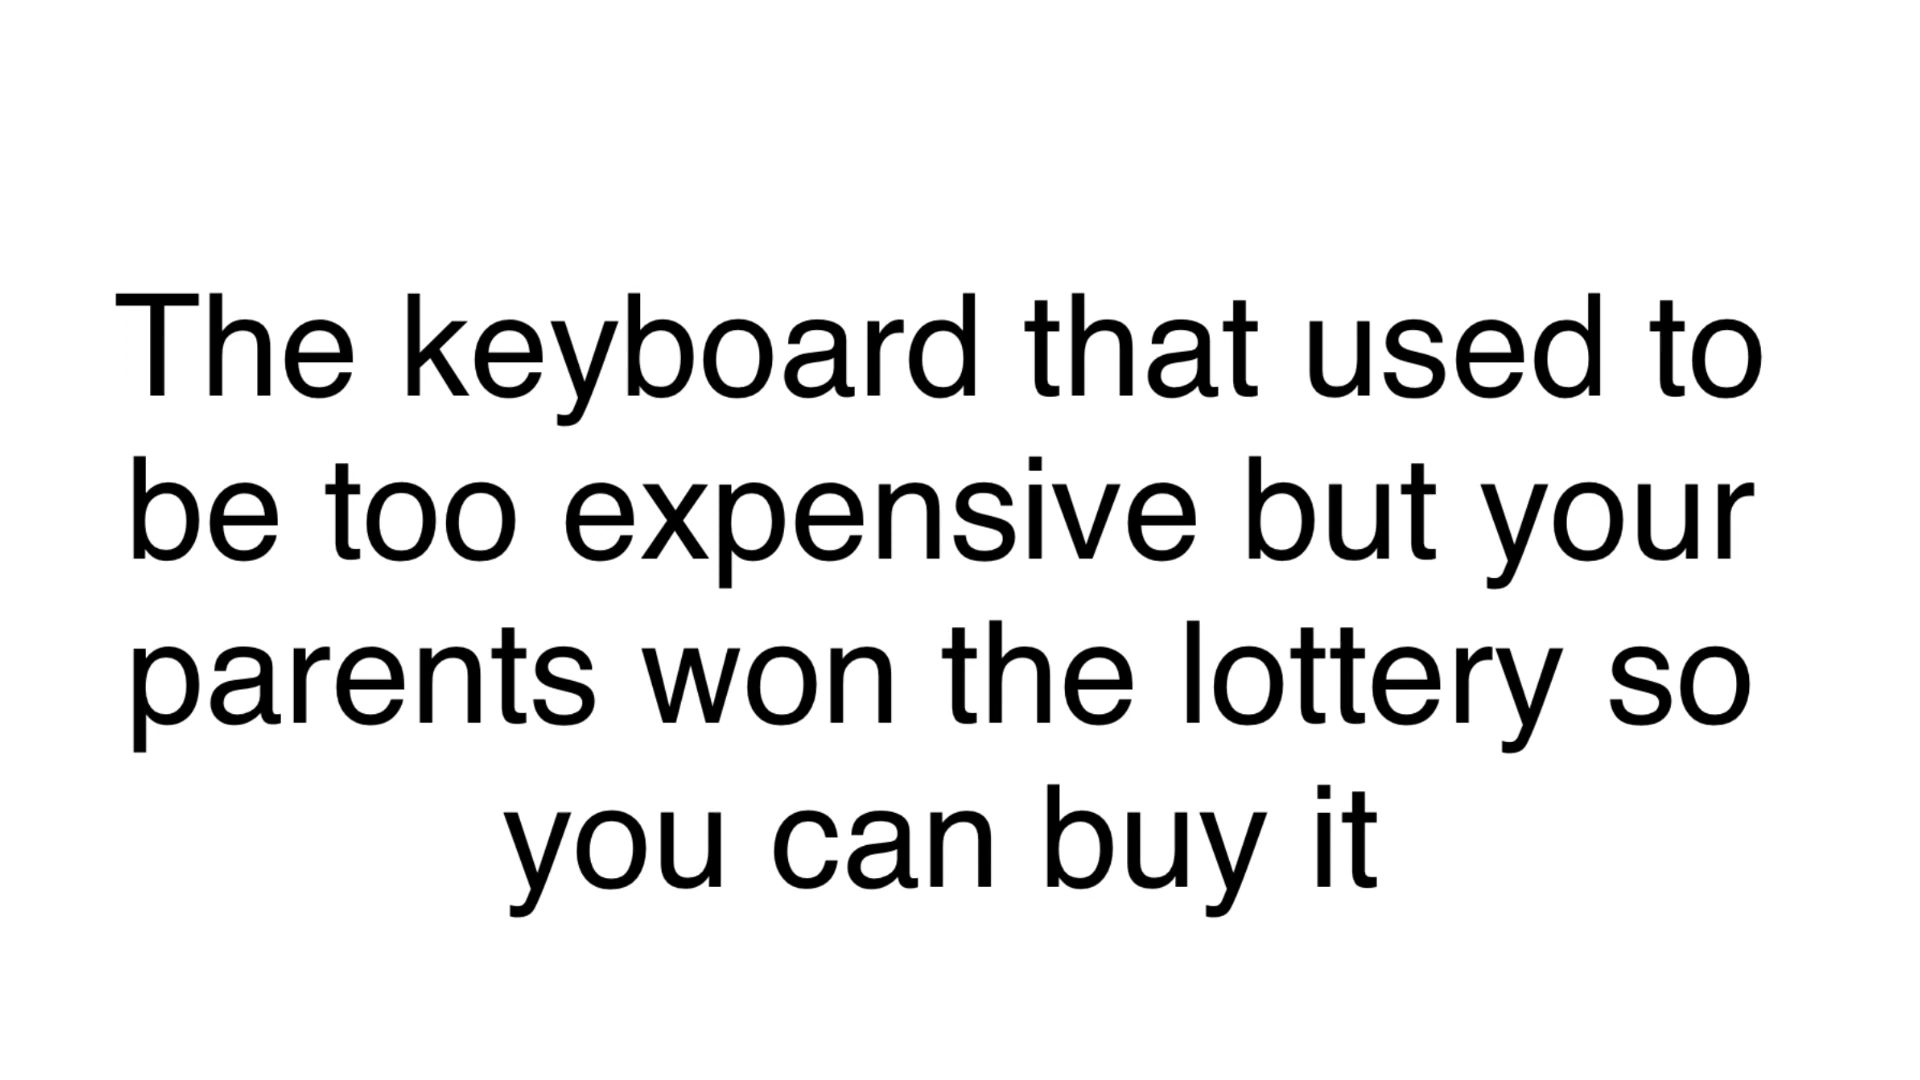 The keyboard that used to
be too expensive but your
parents won the lottery so
you can buy it